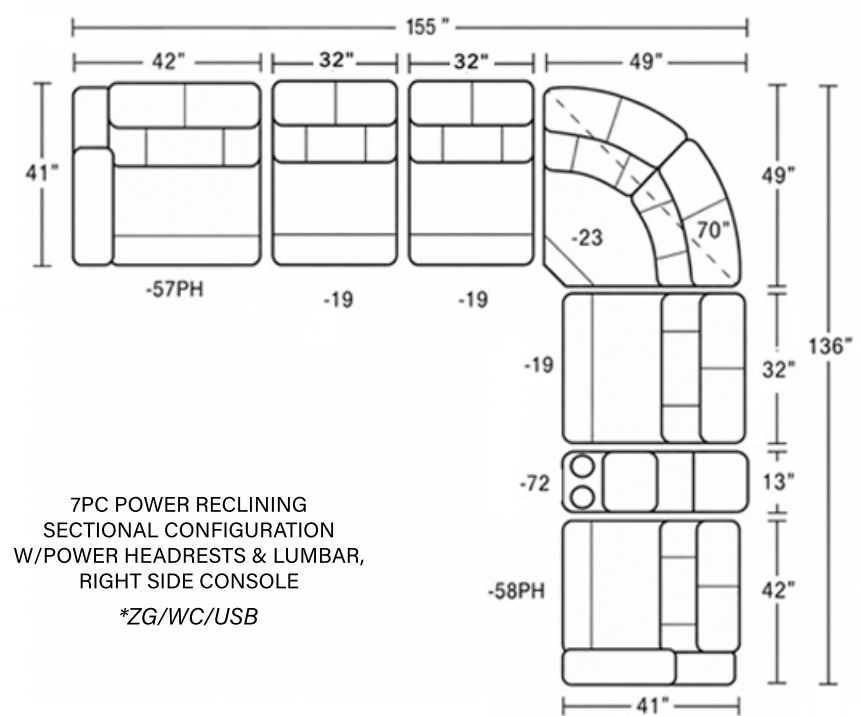 155 "
42" 32" 32" 49"
41"
49"
-23
70"
-57PH
-19
-19
136"
-19
32"
-72
13"
7PC POWER RECLINING
SECTIONAL CONFIGURATION
W/POWER HEADRESTS & LUMBAR,
RIGHT SIDE CONSOLE
*ZG/WC/USB
-58PH
42"
41"